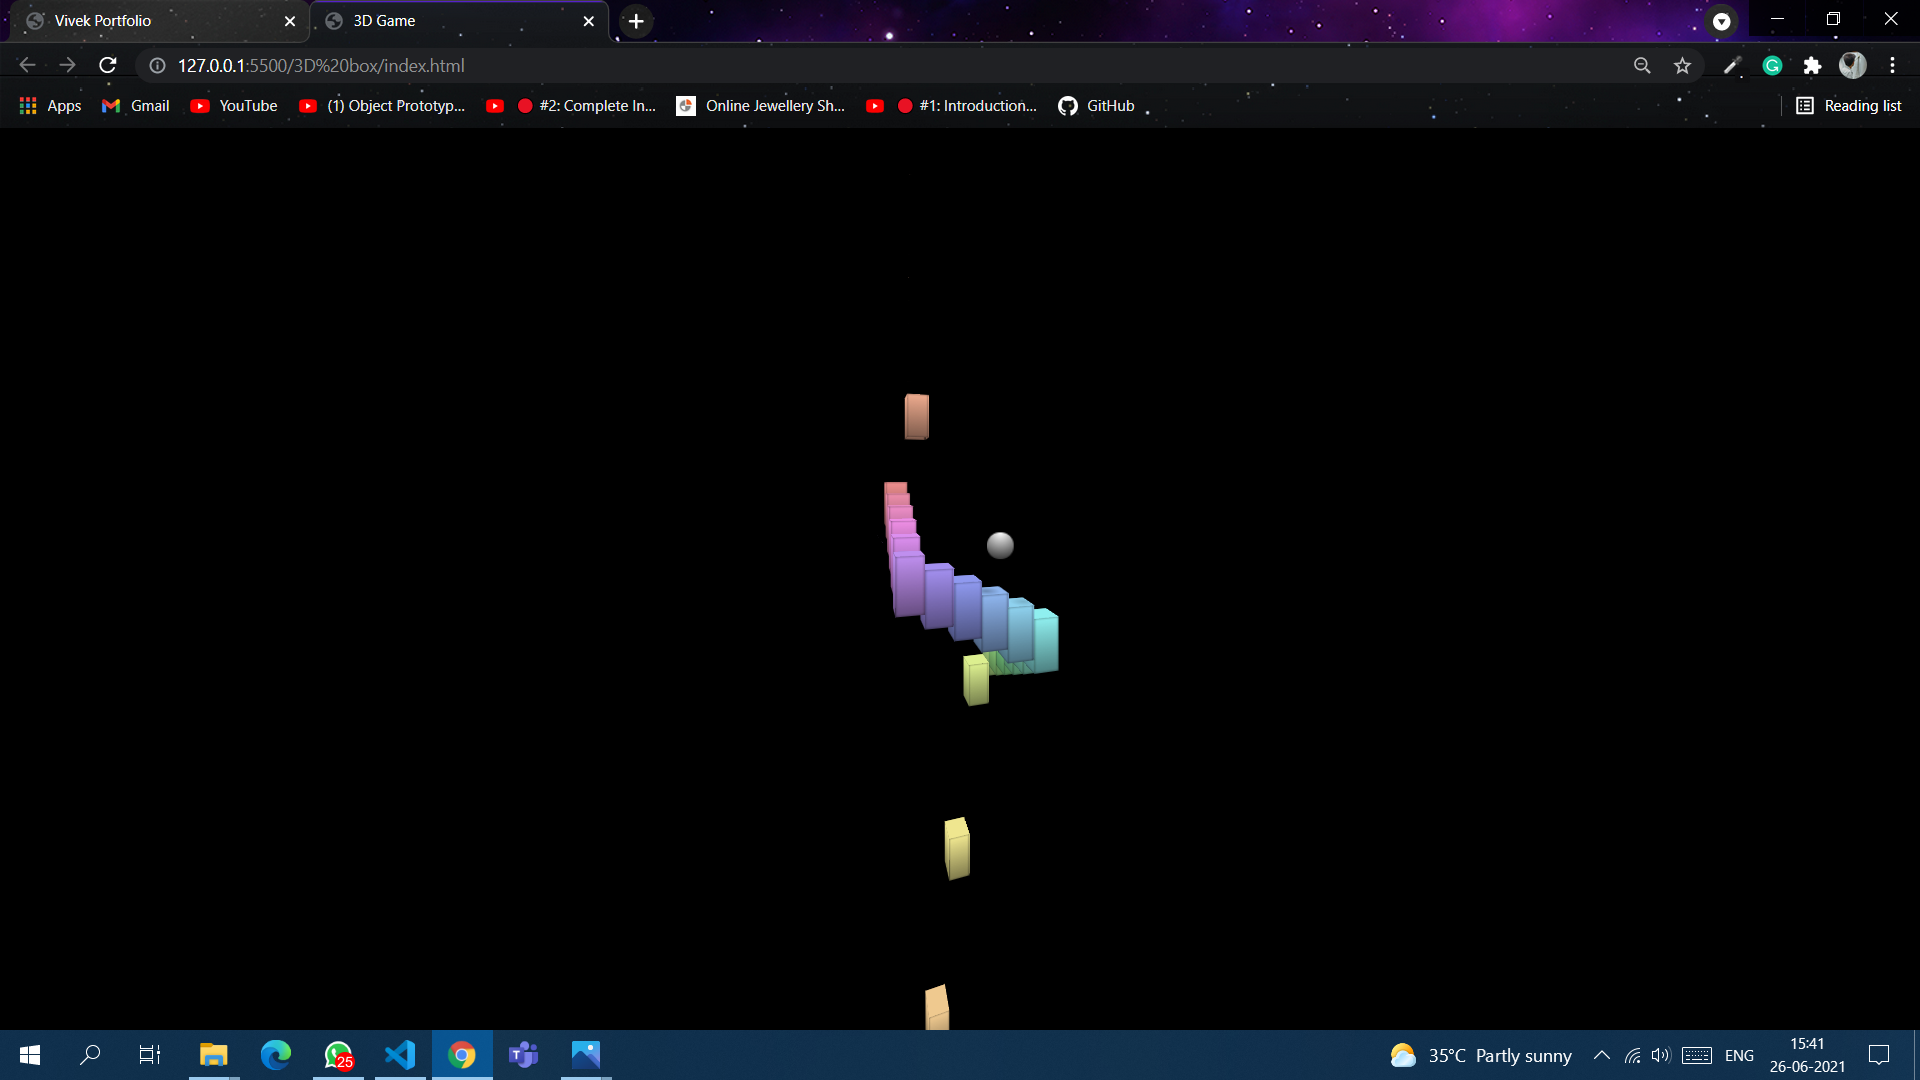 Vivek Portfolio
3D Game
127.0.0.1:5500/3D%20box/index.html
Apps
Gmail
YouTube
(1) Object Prototyp...
#2: Complete In...
Online Jewellery Sh...
#1: Introduction...
GitHub
Reading list
25
35°C Partly sunny
ENG
15:41
26-06-2021